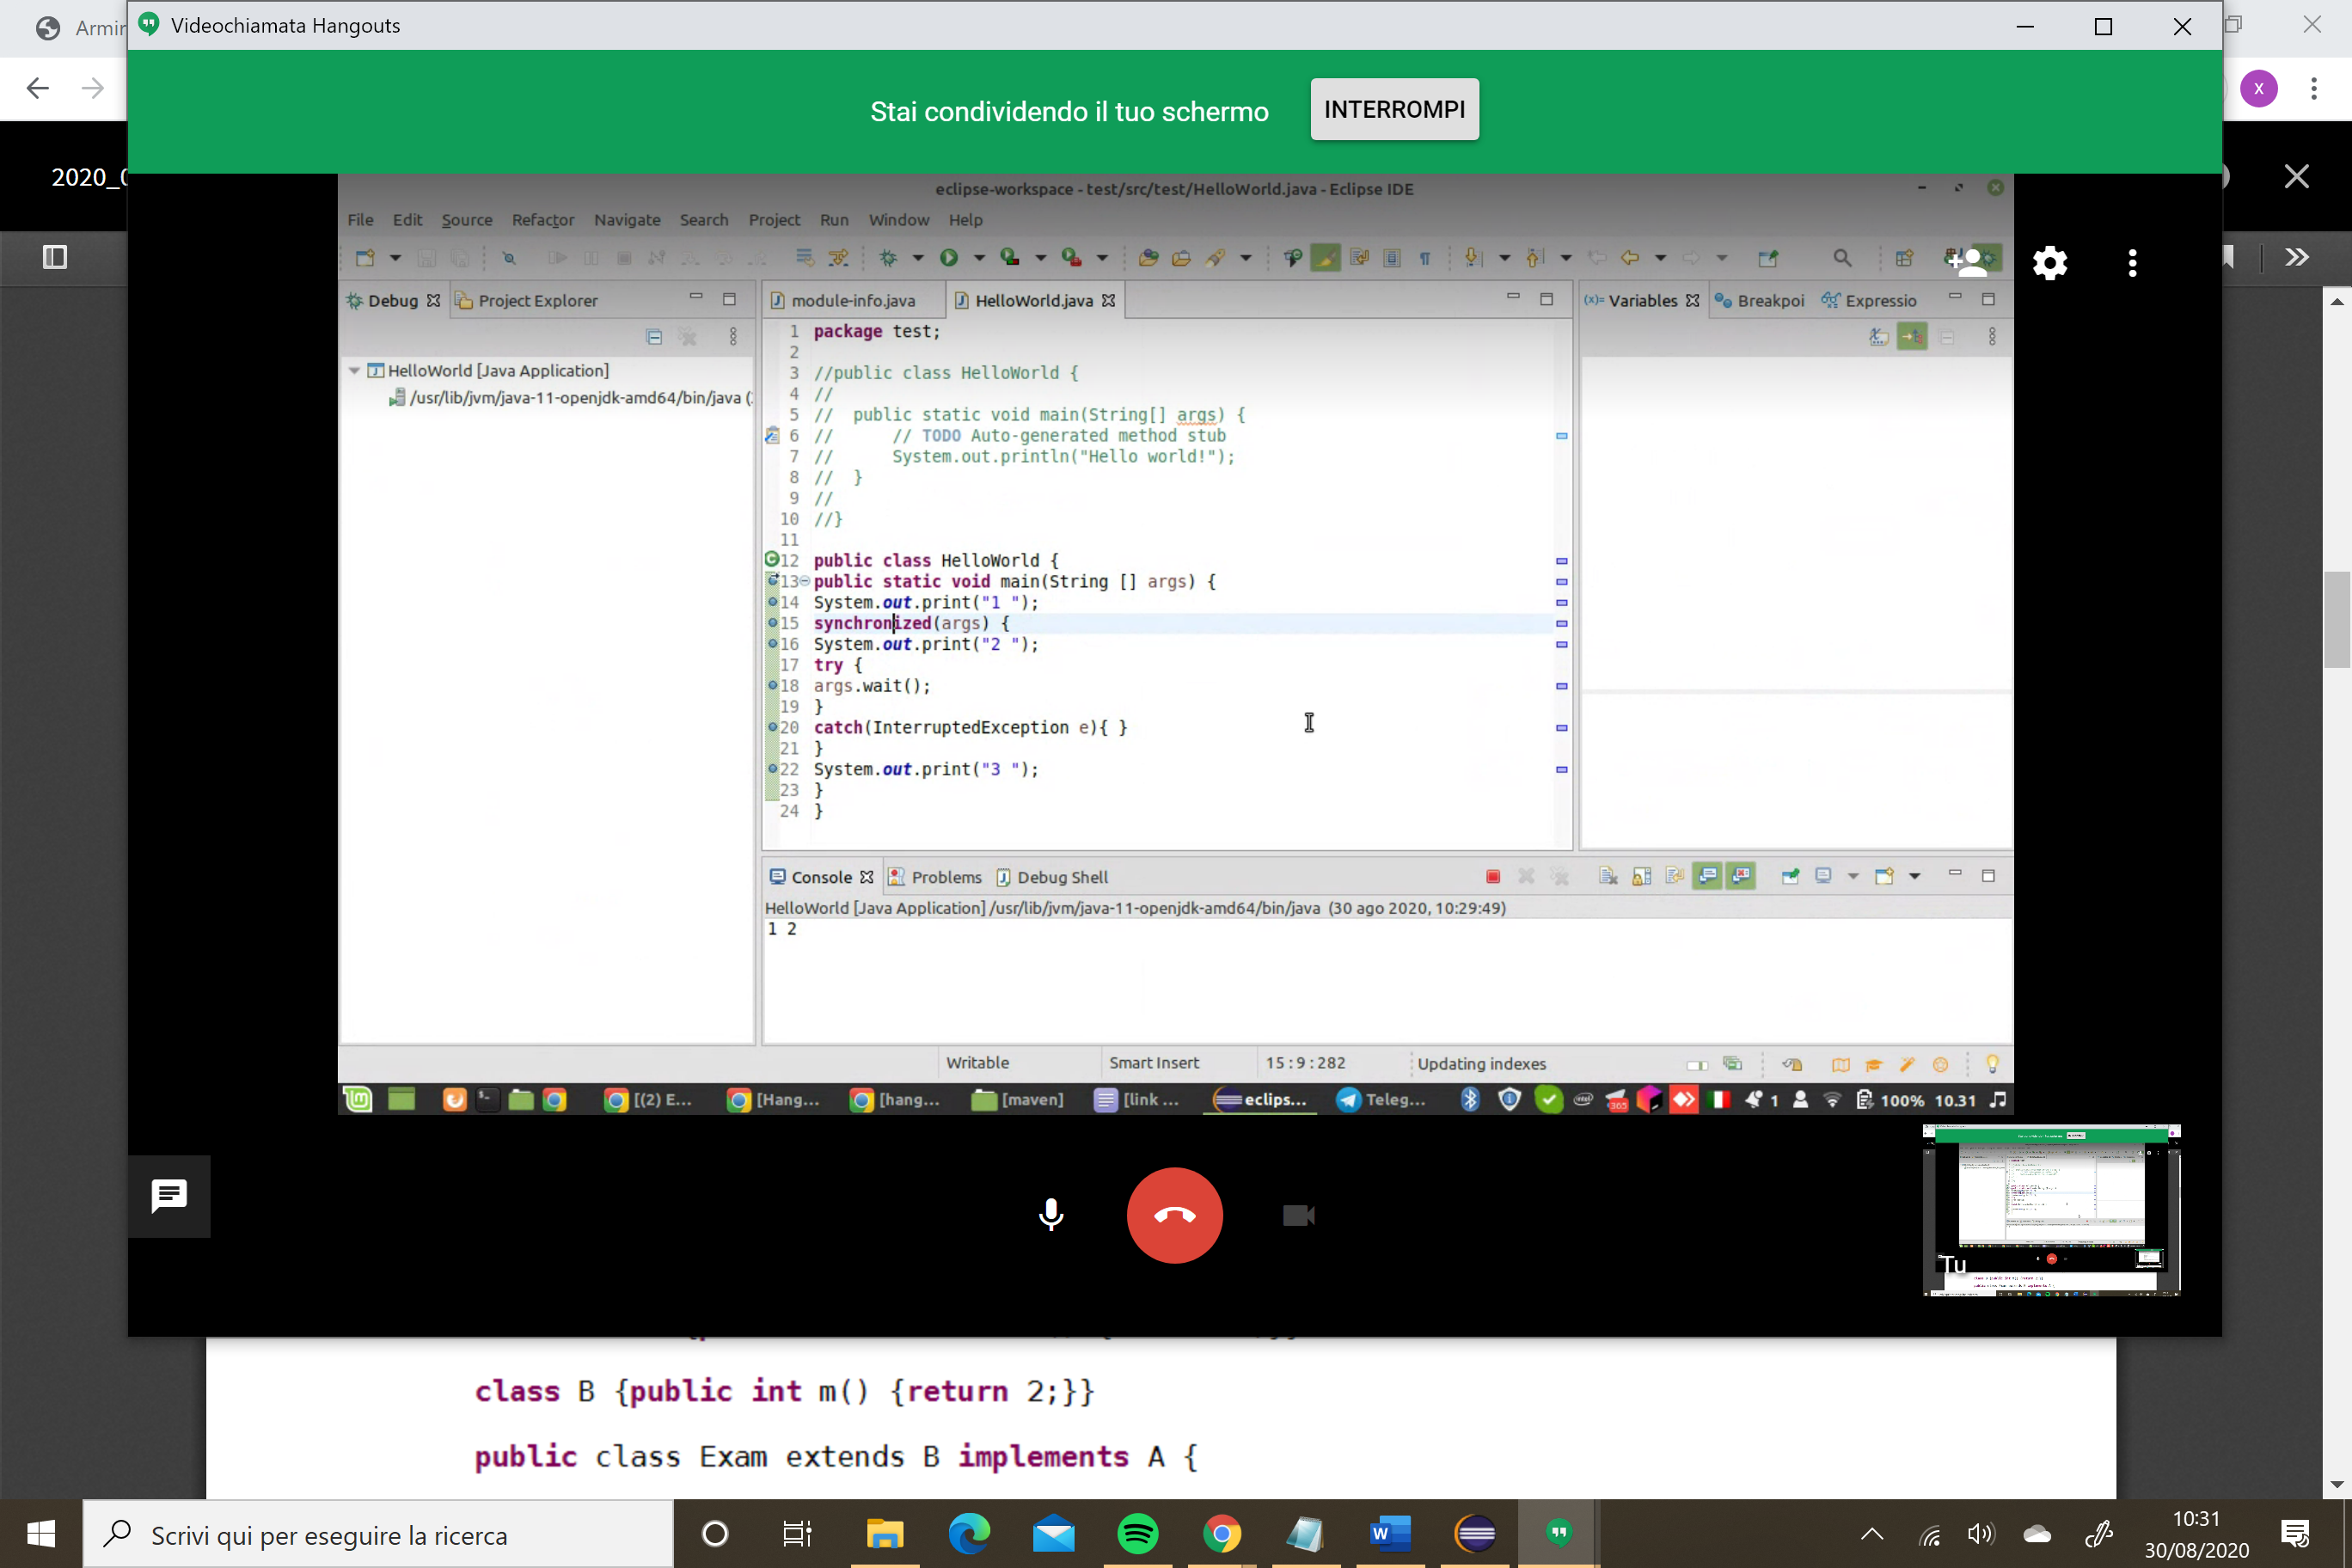 Armir
Videochiamata Hangouts
X
Stai condividendo il tuo schermo
INTERROMPI
2020_0
eclipse-workspace - test/src/test/HelloWorld.java - Eclipse IDE
File Edit Source Refactor Navigate Search Project Run Window Help
Debug Project Explorer
module-info.java HelloWorld.java
(x)= Variables Breakpoi Expressio
HelloWorld [Java Application]
/usr/lib/jvm/java-11-openjdk-amd64/bin/java (
1 package test;
2
3 //public class HelloWorld {
4 //
5 // public static void main(String[] args) {
6 // // TODO Auto-generated method stub
7 // System.out.println("Hello world!");
8 // }
9 //
10 //}
11
12 public class HelloWorld {
13 public static void main(String [] args) {
14 System.out.print("1 ");
15 synchronized(args) {
16 System.out.print("2 ");
17 try {
18 args.wait();
19 }
20 catch(InterruptedException e){ }
21 }
22 System.out.print("3 ");
23 }
24 }
Console Problems Debug Shell
HelloWorld [Java Application] /usr/lib/jvm/java-11-openjdk-amd64/bin/java (30 ago 2020, 10:29:49)
1 2
Writable Smart Insert 15 : 9 : 282 Updating indexes
[(2) E... [Hang... [hang... [maven] [link ... eclips... Teleg... intel 365 1 100% 10.31
Tu
class B {public int m() {return 2;}}
public class Exam extends B implements A {
Scrivi qui per eseguire la ricerca
10:31
30/08/2020